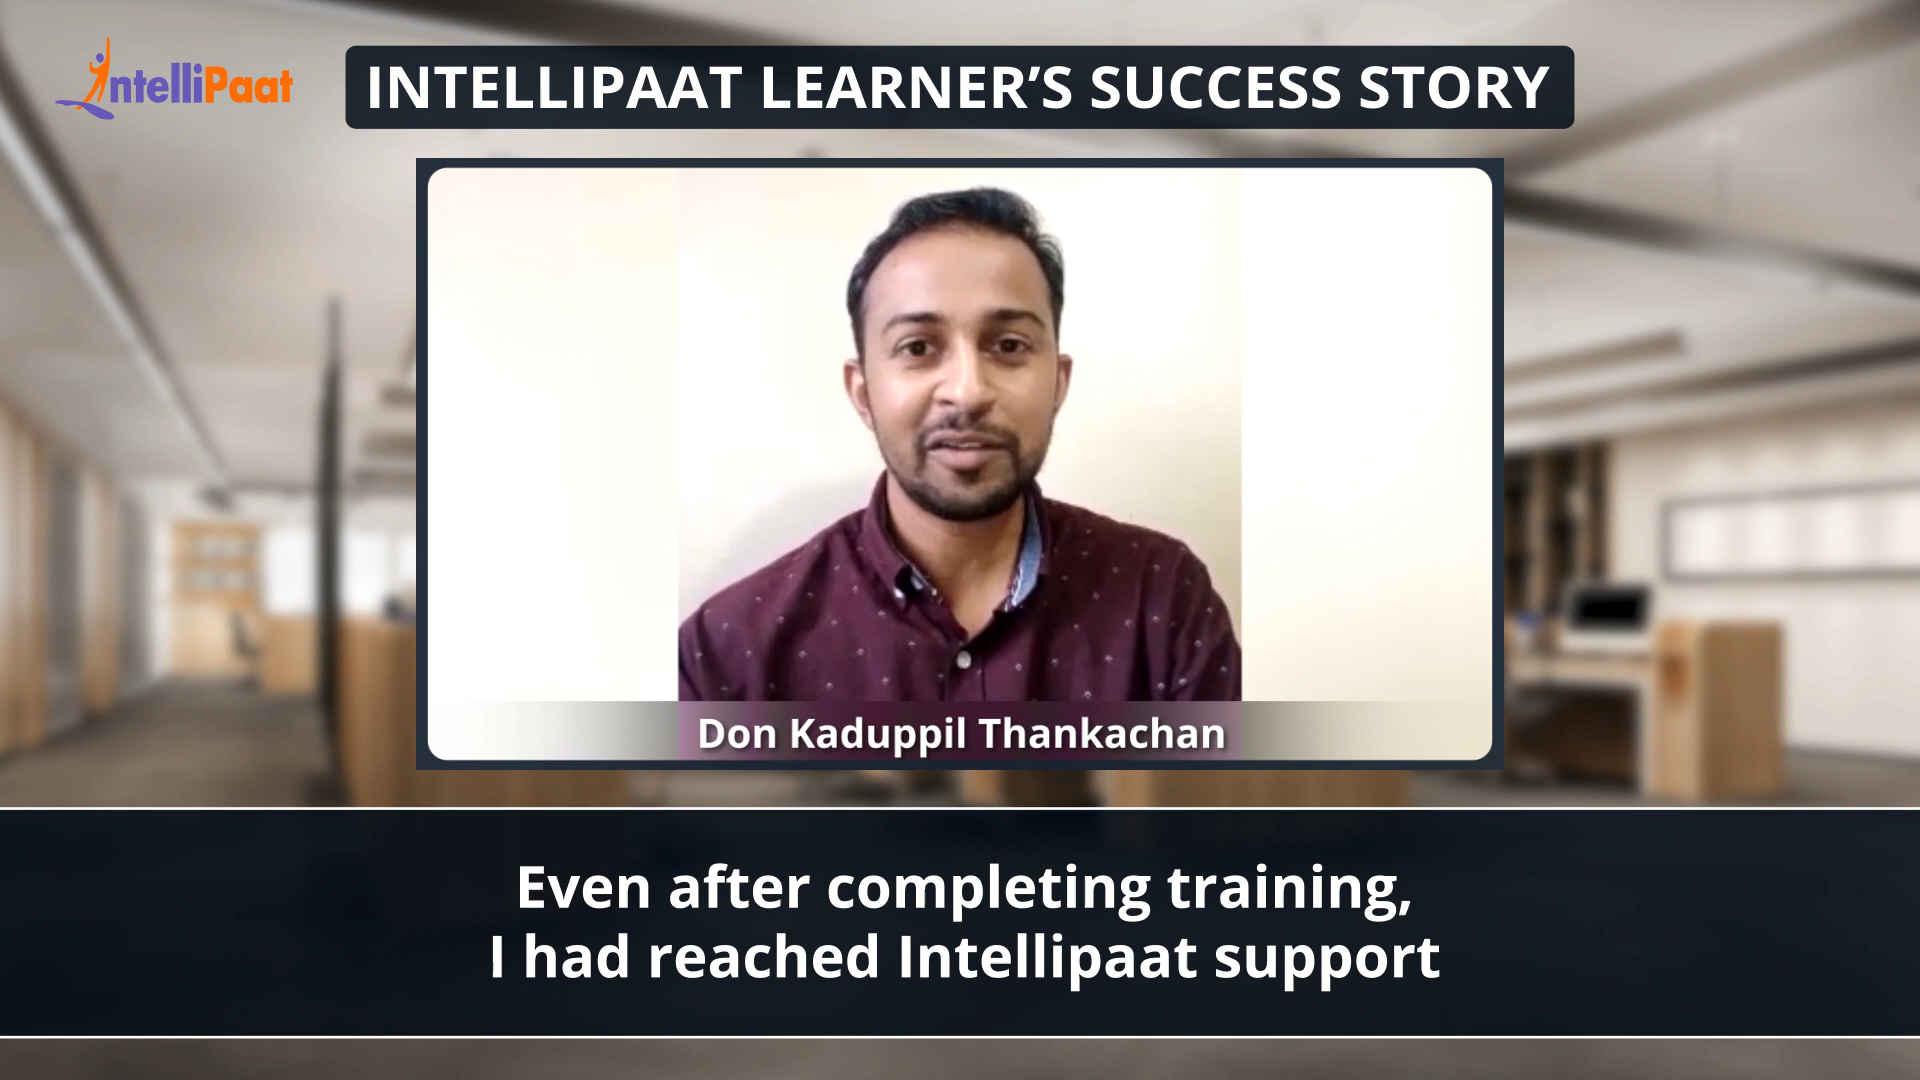 IntelliPaat
INTELLIPAAT LEARNER’S SUCCESS STORY
Don Kaduppil Thankachan
Even after completing training,
I had reached Intellipaat support